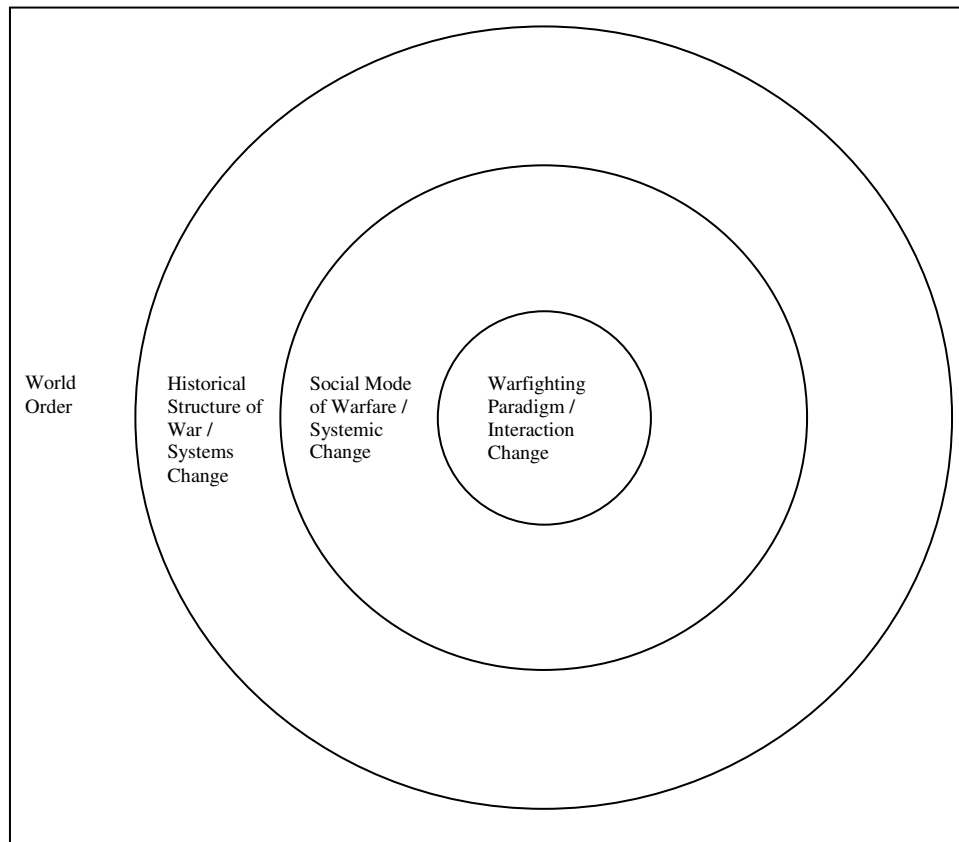 World
Order
Historical
Structure of
War /
Systems
Change
Social Mode
of Warfare /
Systemic
Change
Warfighting
Paradigm /
Interaction
Change